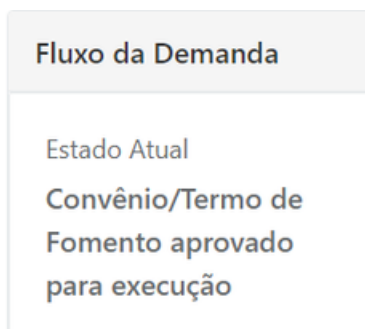 Fluxo da Demanda
Estado Atual
Convênio/Termo de
Fomento aprovado
para execução